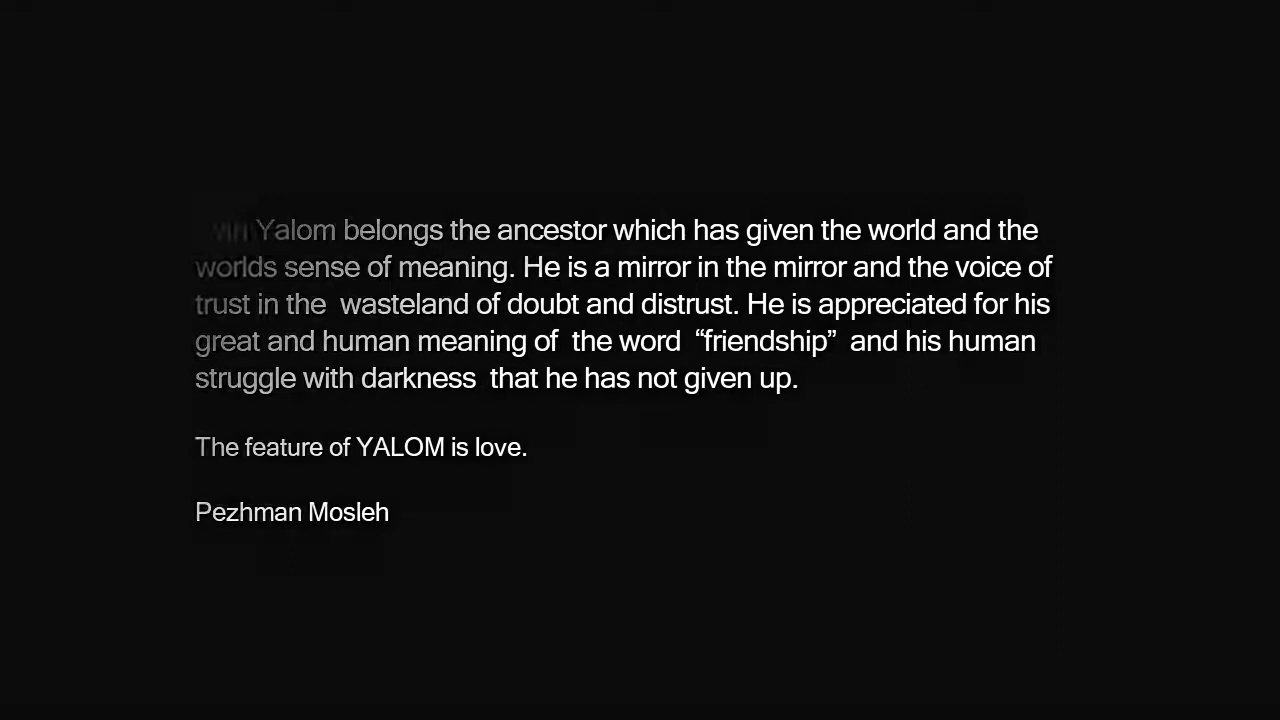 Yalom belongs the ancestor which has given the world and the
worlds sense of meaning. He is a mirror in the mirror and the voice of
trust in the  wasteland of doubt and distrust. He is appreciated for his
great and human meaning of  the word  “friendship”  and his human
struggle with darkness  that he has not given up.
The feature of YALOM is love.
Pezhman Mosleh